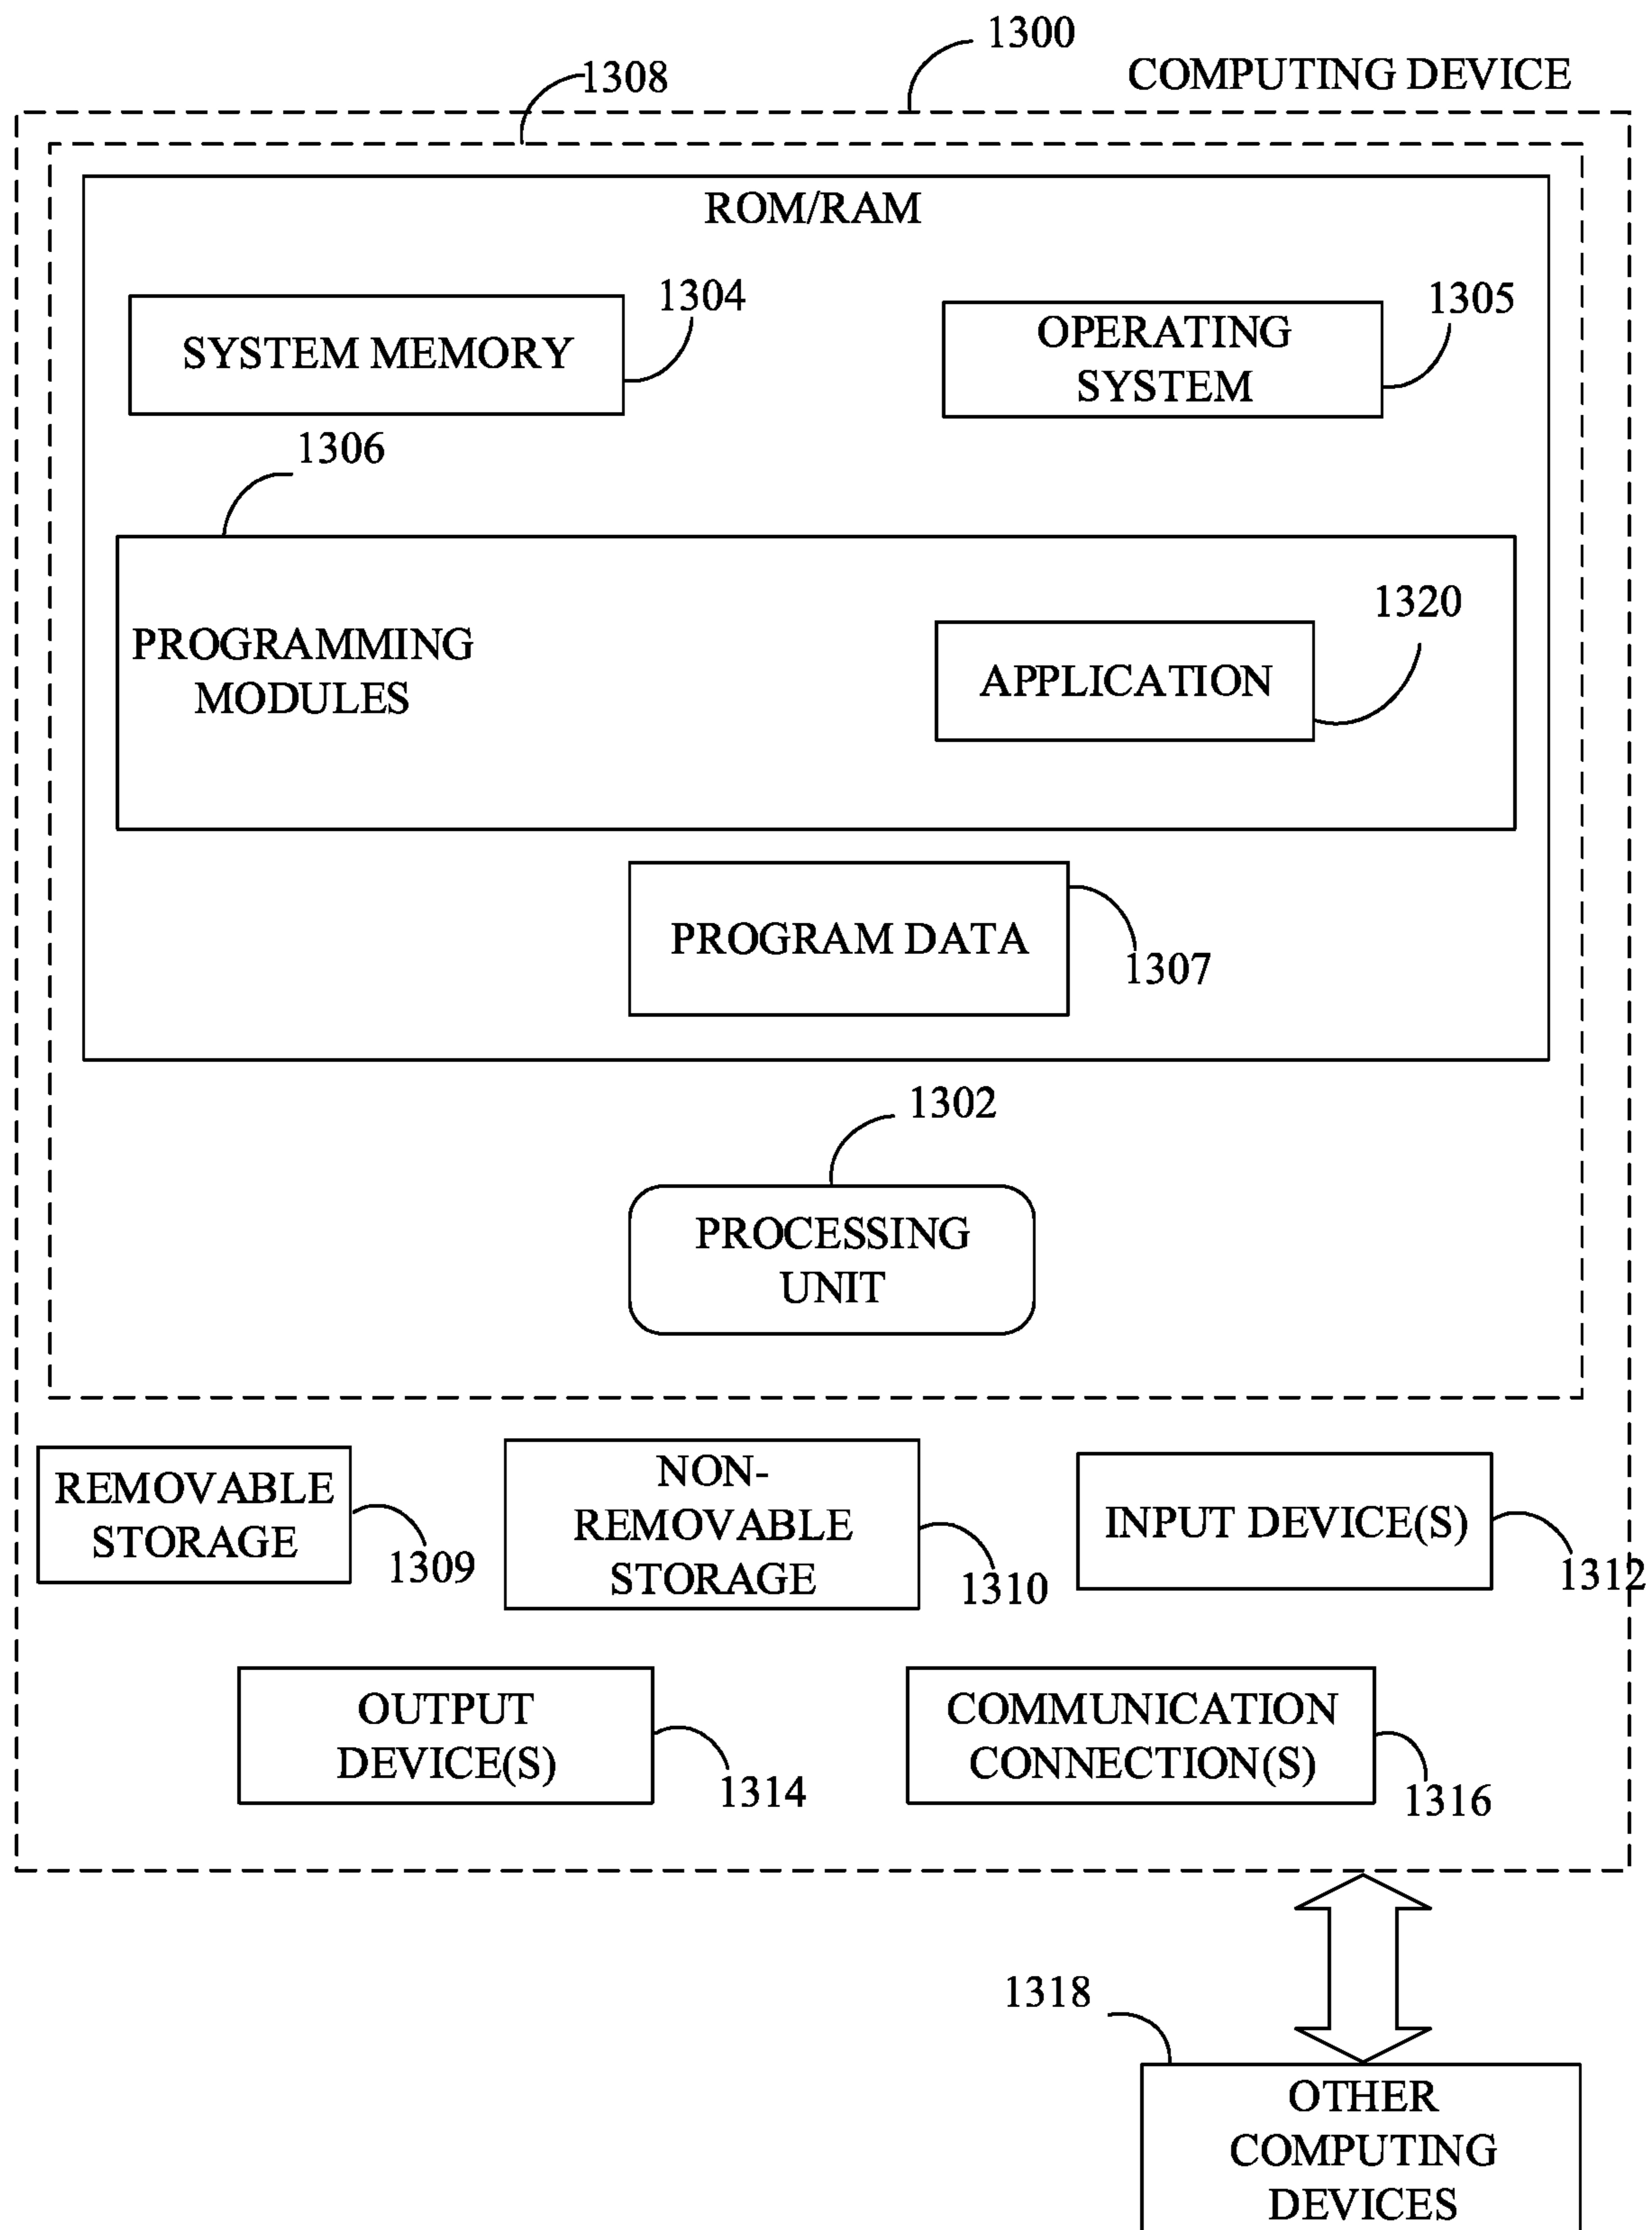 1300
COMPUTING DEVICE
1308
ROM/RAM
1304
SYSTEM MEMORY
1305
OPERATING
SYSTEM
1306
PROGRAMMING
MODULES
1320
APPLICATION
PROGRAM DATA
1307
1302
PROCESSING
UNIT
REMOVABLE
STORAGE
1309
NON-
REMOVABLE
STORAGE
1310
INPUT DEVICE(S)
1312
OUTPUT
DEVICE(S)
1314
COMMUNICATION
CONNECTION(S)
1316
1318
OTHER
COMPUTING
DEVICES